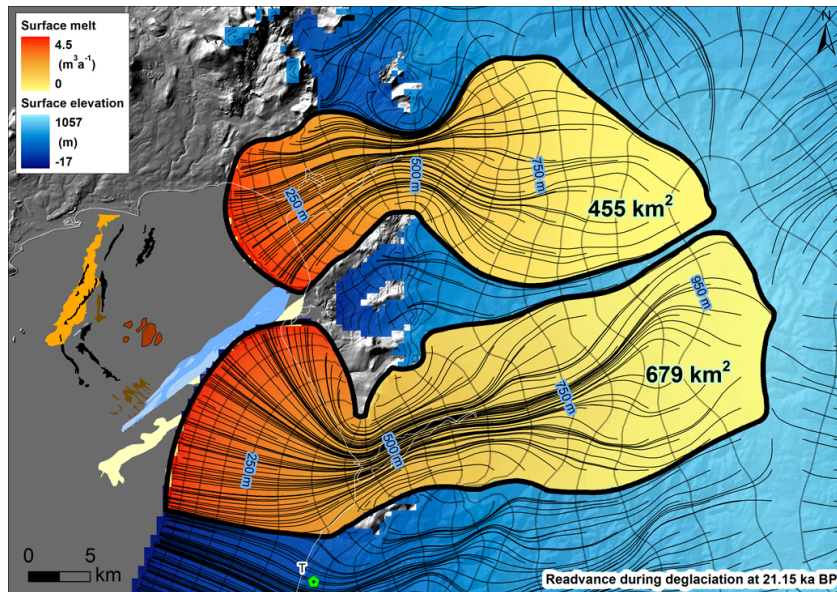 Surface melt
4.5
(m³a⁻¹)
0
Surface elevation
1057
(m)
-17
N
250 m
500 m
750 m
455 km²
950 m
679 km²
750 m
500 m
250 m
0 5
km
T
Readvance during deglaciation at 21.15 ka BP